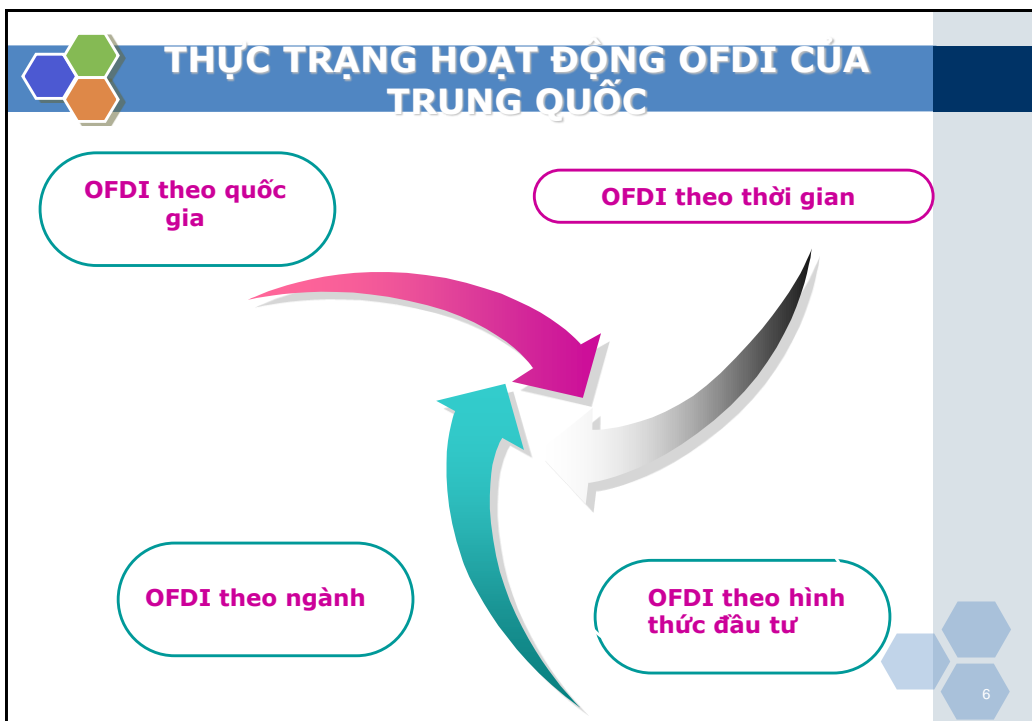 THỰC TRẠNG HOẠT ĐỘNG OFDI CỦA
TRUNG QUỐC
OFDI theo quốc
gia
OFDI theo thời gian
OFDI theo ngành
OFDI theo hình
thức đầu tư
6